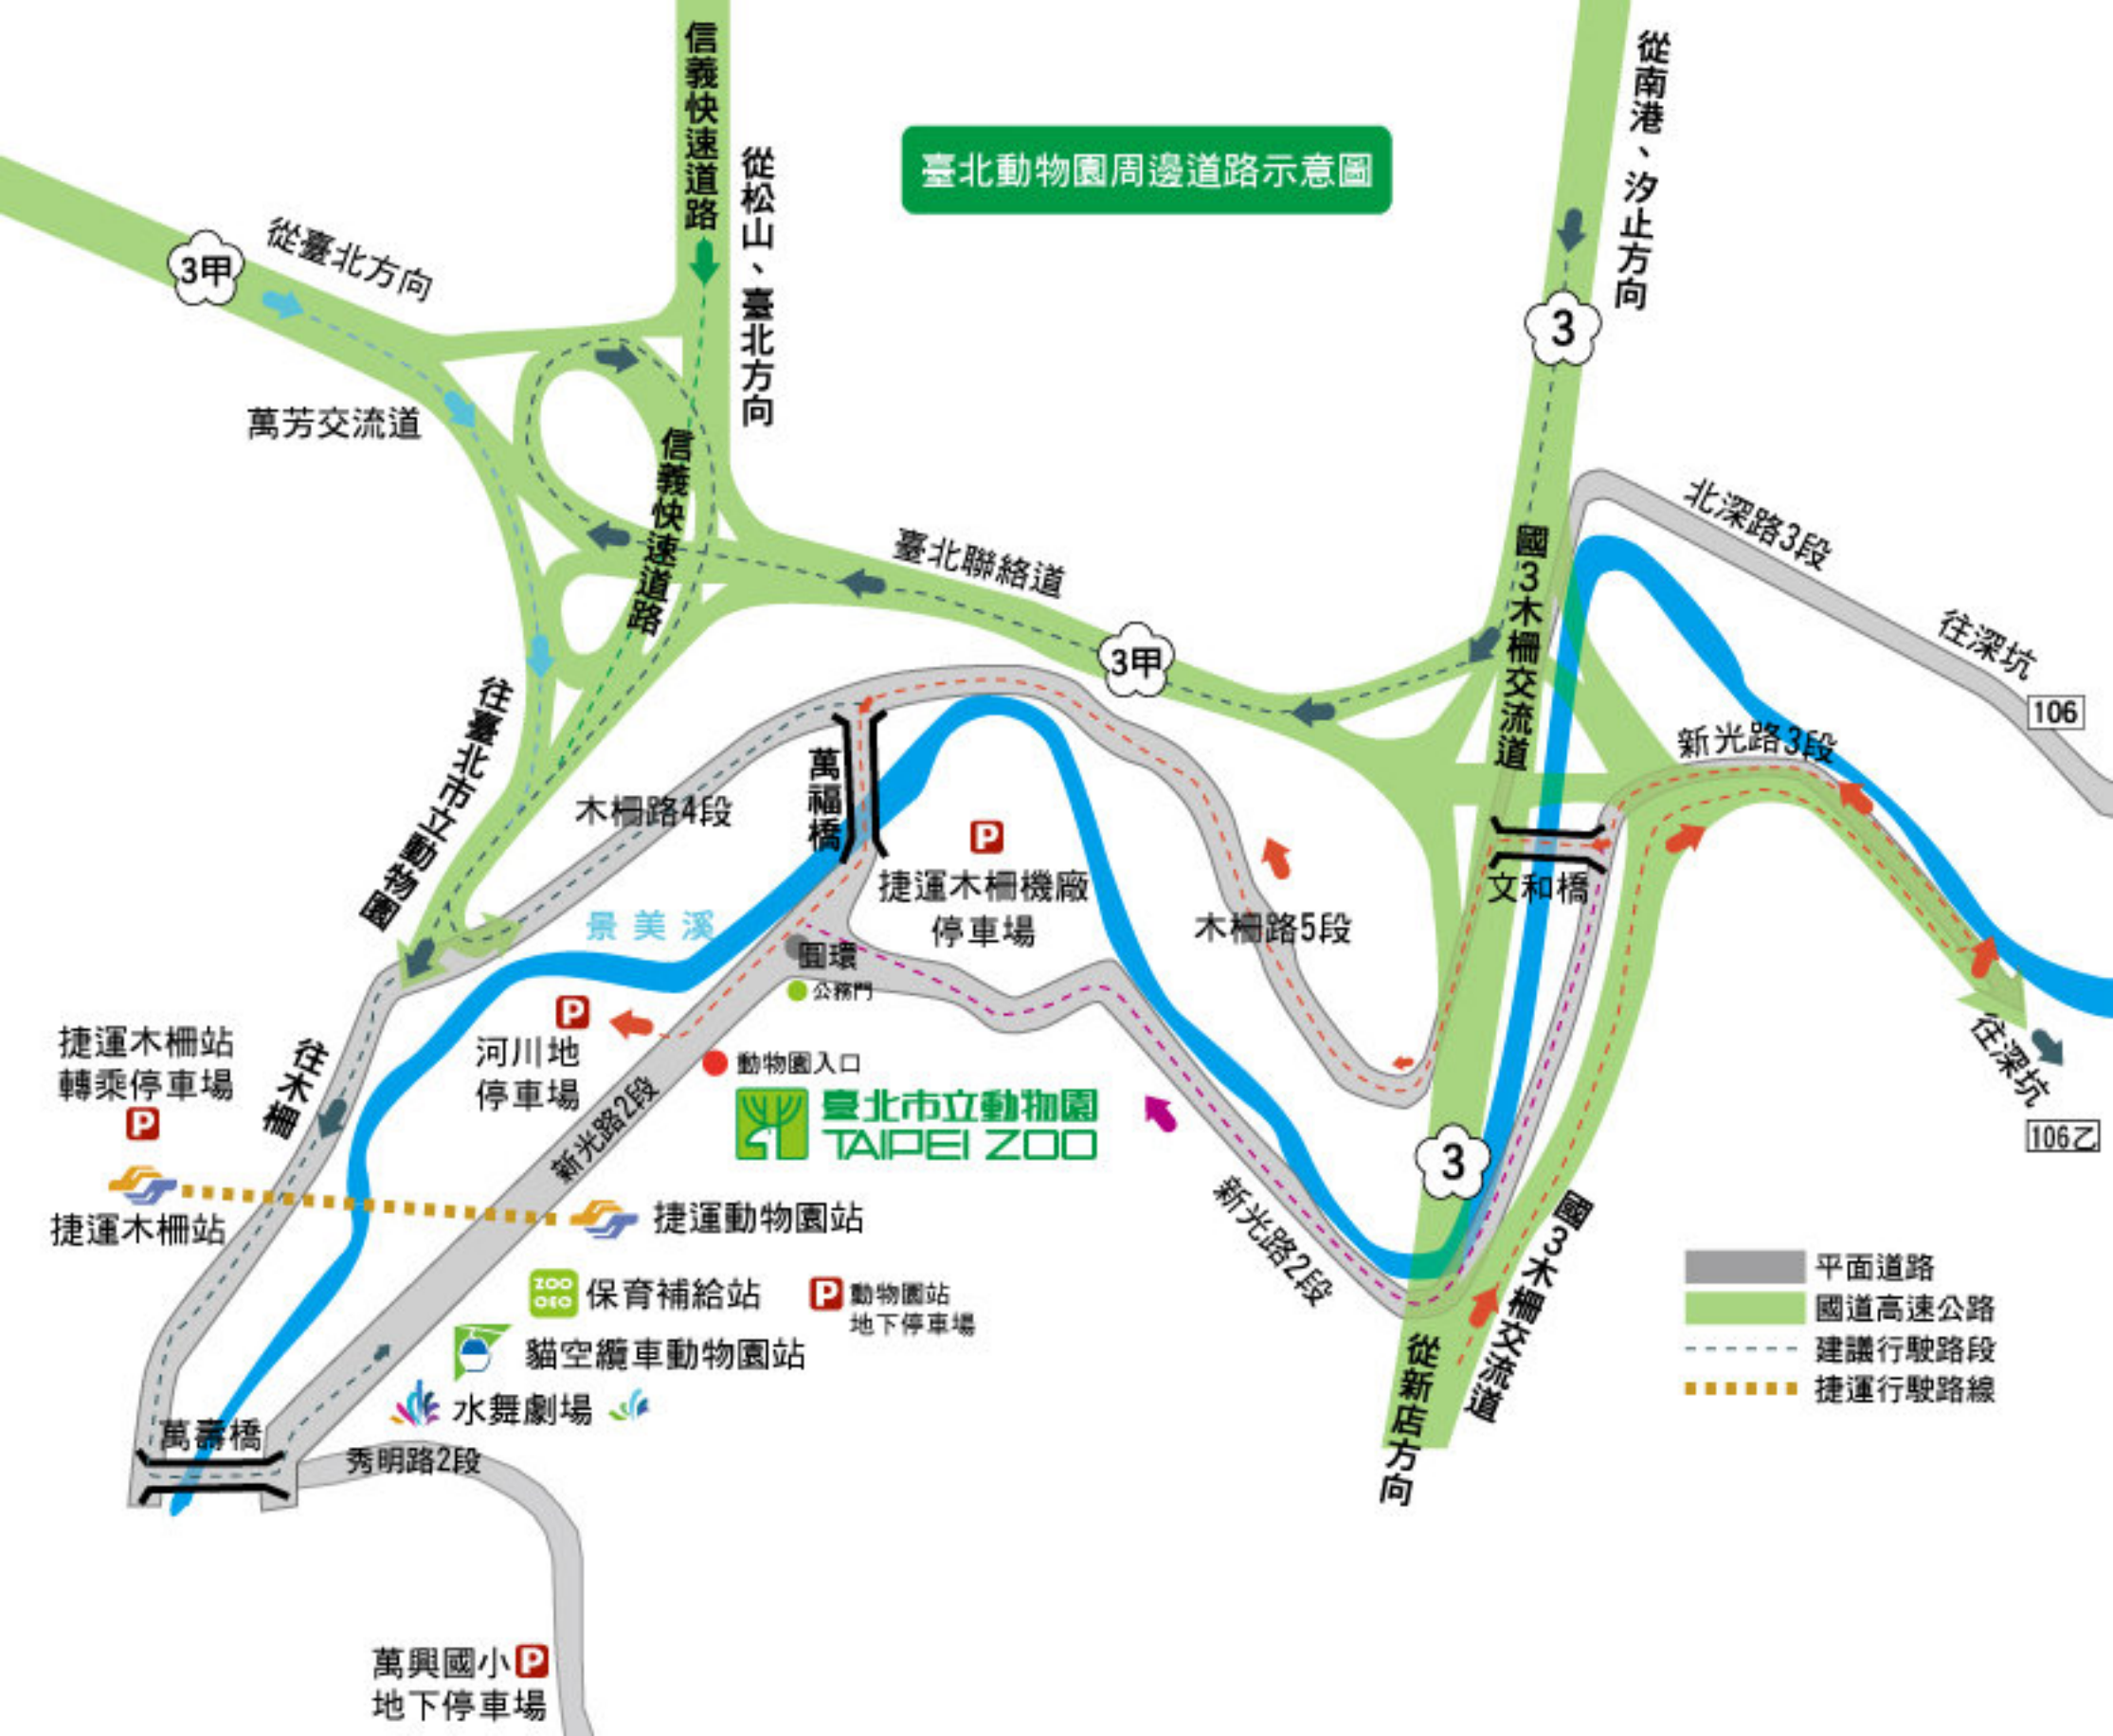 信義快速道路
從松山、臺北方向
臺北動物園周邊道路示意圖
從南港、汐止方向
3甲
從臺北方向
3
萬芳交流道
信義快速道路
臺北聯絡道
國3木柵交流道
北深路3段
往深坑
106
3甲
往臺北市立動物園
新光路3段
木柵路4段
萬福橋
捷運木柵機廠
停車場
文和橋
木柵路5段
景美溪
圓環
公務門
往深坑
106乙
捷運木柵站
轉乘停車場
往木柵
河川地
停車場
動物園入口
臺北市立動物園
TAIPEI ZOO
新光路2段
3
捷運木柵站
捷運動物園站
新光路2段
國3木柵交流道
ZOO
保育補給站
動物園站
地下停車場
貓空纜車動物園站
水舞劇場
從新店方向
平面道路
國道高速公路
建議行駛路段
捷運行駛路線
萬壽橋
秀明路2段
萬興國小
地下停車場
P
P
P
P
P